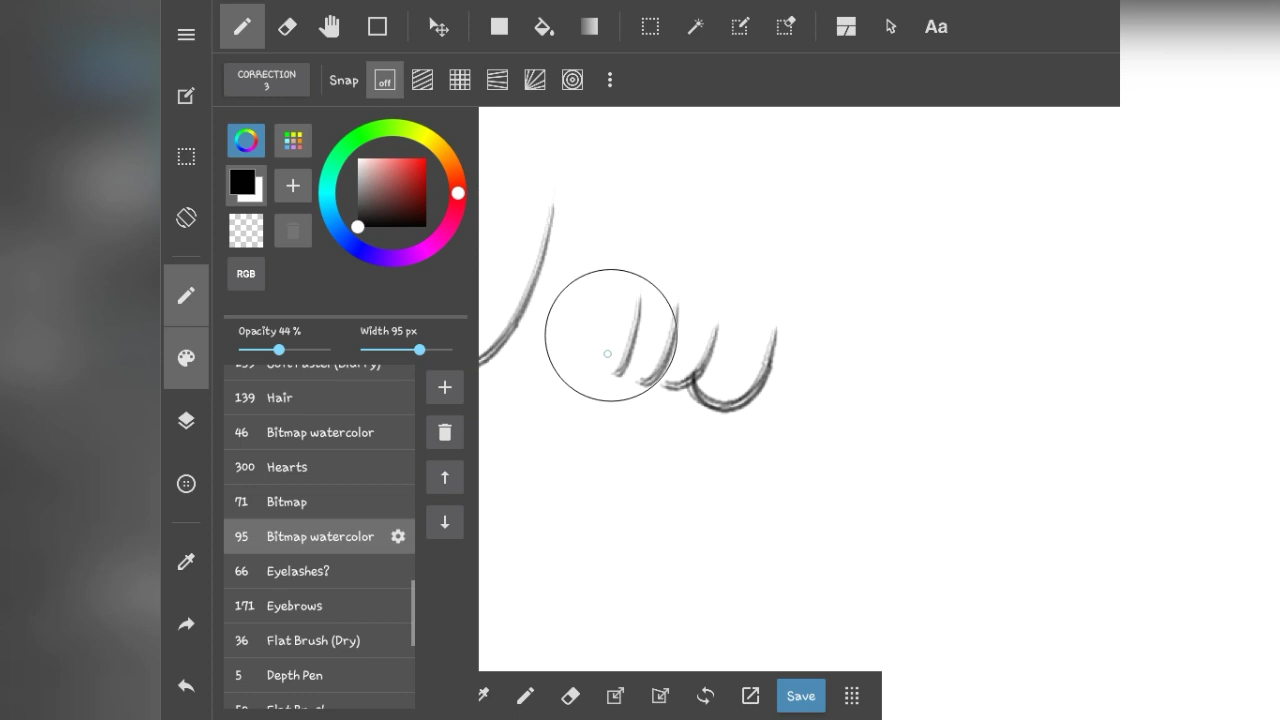 Aa
CORRECTION
3
Snap
off
RGB
Opacity 44 %
Width 95 px
139 Hair
46 Bitmap watercolor
300 Hearts
71 Bitmap
95 Bitmap watercolor
66 Eyelashes?
171 Eyebrows
36 Flat Brush (Dry)
5 Depth Pen
Save